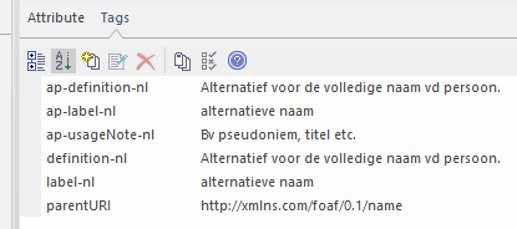 Attribute Tags
ap-definition-nl Alternatief voor de volledige naam vd persoon.
ap-label-nl alternatieve naam
ap-usageNote-nl Bv pseudoniem, titel etc.
definition-nl Alternatief voor de volledige naam vd persoon.
label-nl alternatieve naam
parentURI http://xmlns.com/foaf/0.1/name